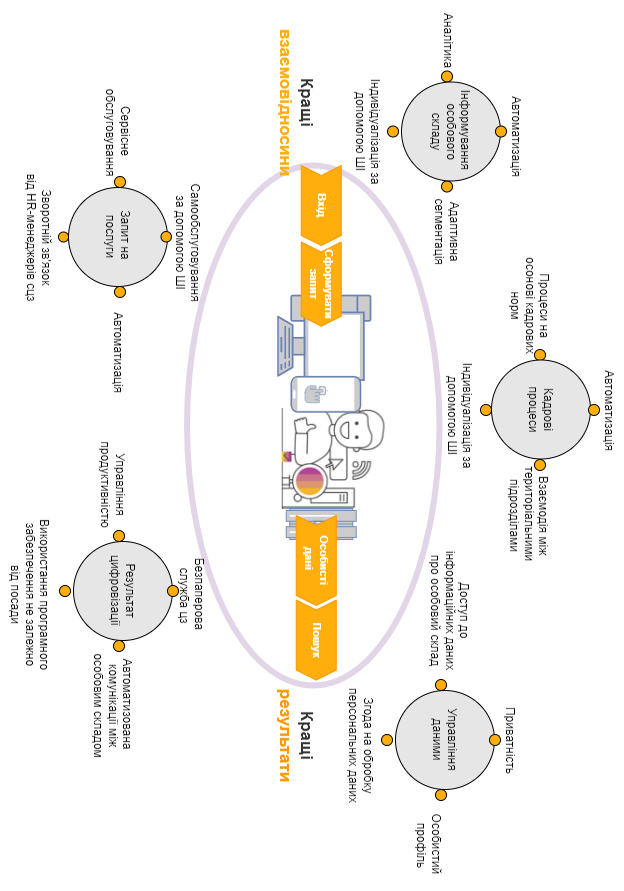 Автоматизація
Аналітика
Інформування
особового
складу
Адаптивна
сегментація
Індивідуалізація за
допомогою ШІ
Автоматизація
Процеси на
осонові кадрових
норм
Кадрові
процеси
Взаємодія між
територіальними
підрозділами
Індивідуалізація за
допомогою ШІ
Приватність
Доступ до
інформаційних даних
про особовий склад
Управління
даними
Особистий
профіль
Згода на обробку
персональних даних
Кращі
взаємовідносини
Вхід
Сформувати
запит
Особисті
дані
Пошук
Кращі
результати
Самообслуговування
за допомогою ШІ
Сервісне
обслуговування
Запит на
послуги
Автоматизація
Зворотній зв'язок
від HR-менеджерів сцз
Безпаперова
служба цз
Управління
продуктивністю
Результат
цифровізації
Автоматизована
комунікації між
особовим складом
Використання програмного
забезпечення не залежно
від посади